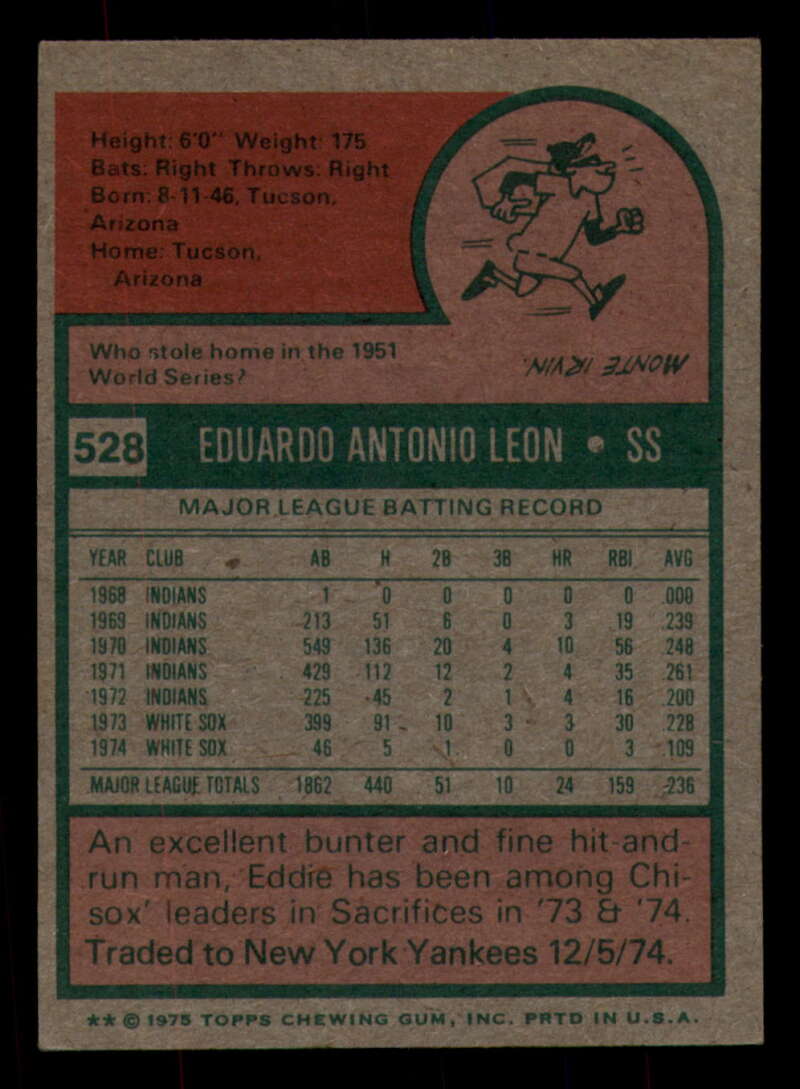 Height: 6'0" Weight: 175
Bats: Right Throws: Right
Born: 8-11-46, Tucson,
Arizona
Home: Tucson,
Arizona
Who stole home in the 1951
World Series?
MONTE IRVIN.
528 EDUARDO ANTONIO LEON • SS
MAJOR LEAGUE BATTING RECORD
YEAR CLUB AB H 2B 3B HR RBI AVG
1968 INDIANS 1 0 0 0 0 0 .000
1969 INDIANS 213 51 6 0 3 19 .239
1970 INDIANS 549 136 20 4 10 56 .248
1971 INDIANS 429 112 12 2 4 35 .261
1972 INDIANS 225 45 2 1 4 16 .200
1973 WHITE SOX 399 91 10 3 3 30 .228
1974 WHITE SOX 46 5 1 0 0 3 .109
MAJOR LEAGUE TOTALS 1862 440 51 10 24 159 .236
An excellent bunter and fine hit-and-
run man, Eddie has been among Chi-
sox' leaders in Sacrifices in '73 & '74.
Traded to New York Yankees 12/5/74.
** © 1975 TOPPS CHEWING GUM, INC. PRTD IN U.S.A.